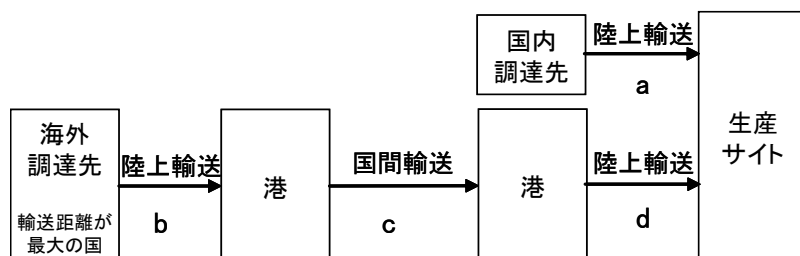 国内
調達先
陸上輸送
a
生産
サイト
海外
調達先
輸送距離が
最大の国
陸上輸送
b
港
国間輸送
c
港
陸上輸送
d